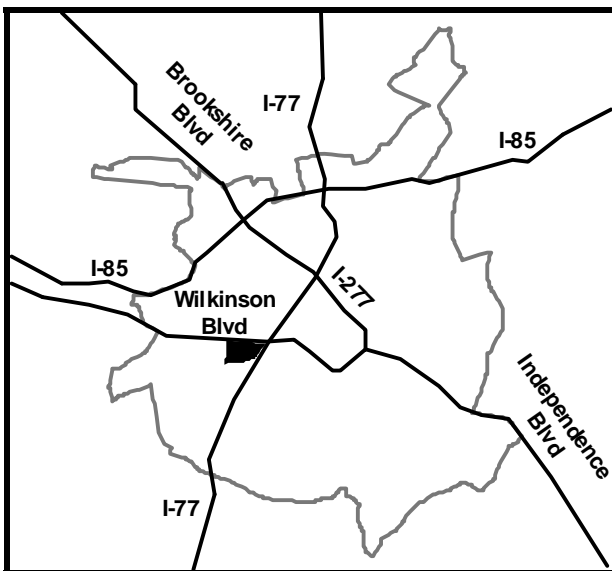 Brookshire
Blvd
I-77
I-85
I-85
I-277
Wilkinson
Blvd
Independence
Blvd
I-77